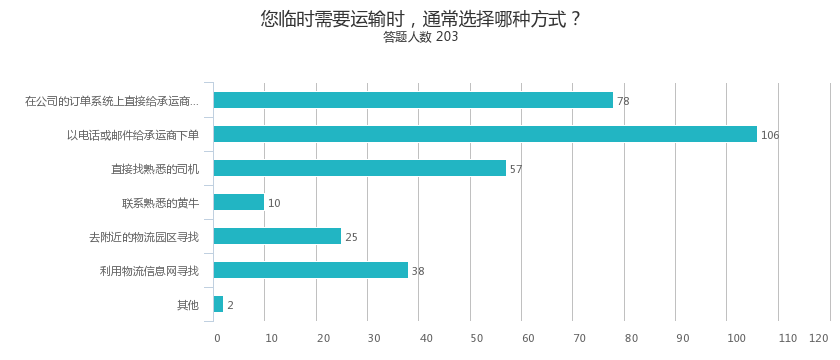 您临时需要运输时，通常选择哪种方式？
答题人数 203
在公司的订单系统上直接给承运商... 78
以电话或邮件给承运商下单 106
直接找熟悉的司机 57
联系熟悉的黄牛 10
去附近的物流园区寻找 25
利用物流信息网寻找 38
其他 2
0 10 20 30 40 50 60 70 80 90 100 110 120